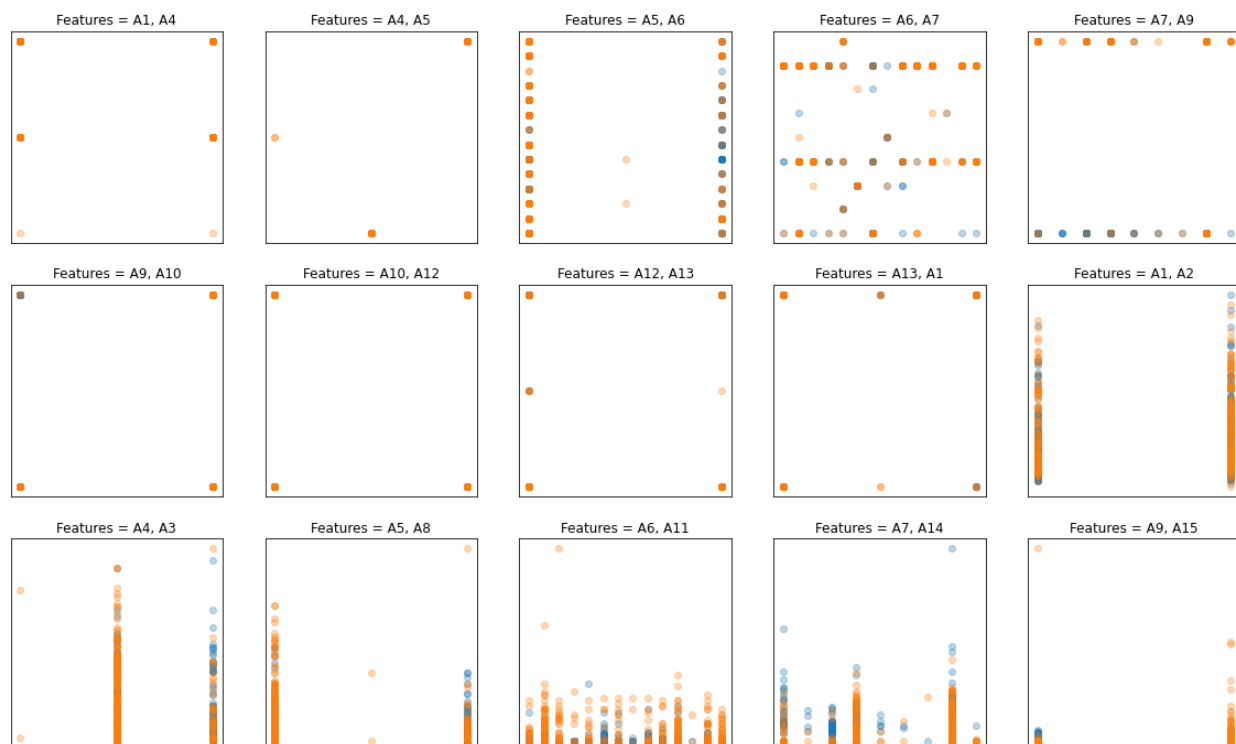 Features = A1, A4
Features = A4, A5
Features = A5, A6
Features = A6, A7
Features = A7, A9
Features = A9, A10
Features = A10, A12
Features = A12, A13
Features = A13, A1
Features = A1, A2
Features = A4, A3
Features = A5, A8
Features = A6, A11
Features = A7, A14
Features = A9, A15